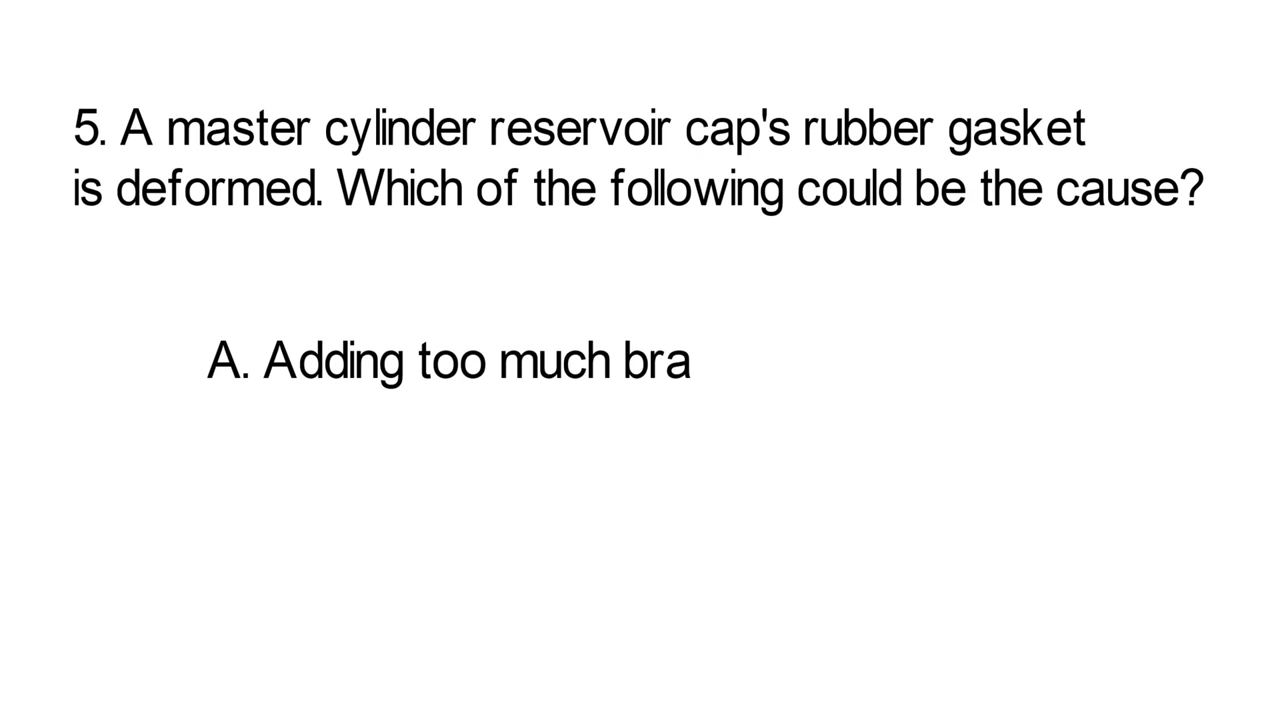 5. A master cylinder reservoir cap's rubber gasket
is deformed. Which of the following could be the cause?
A. Adding too much bra